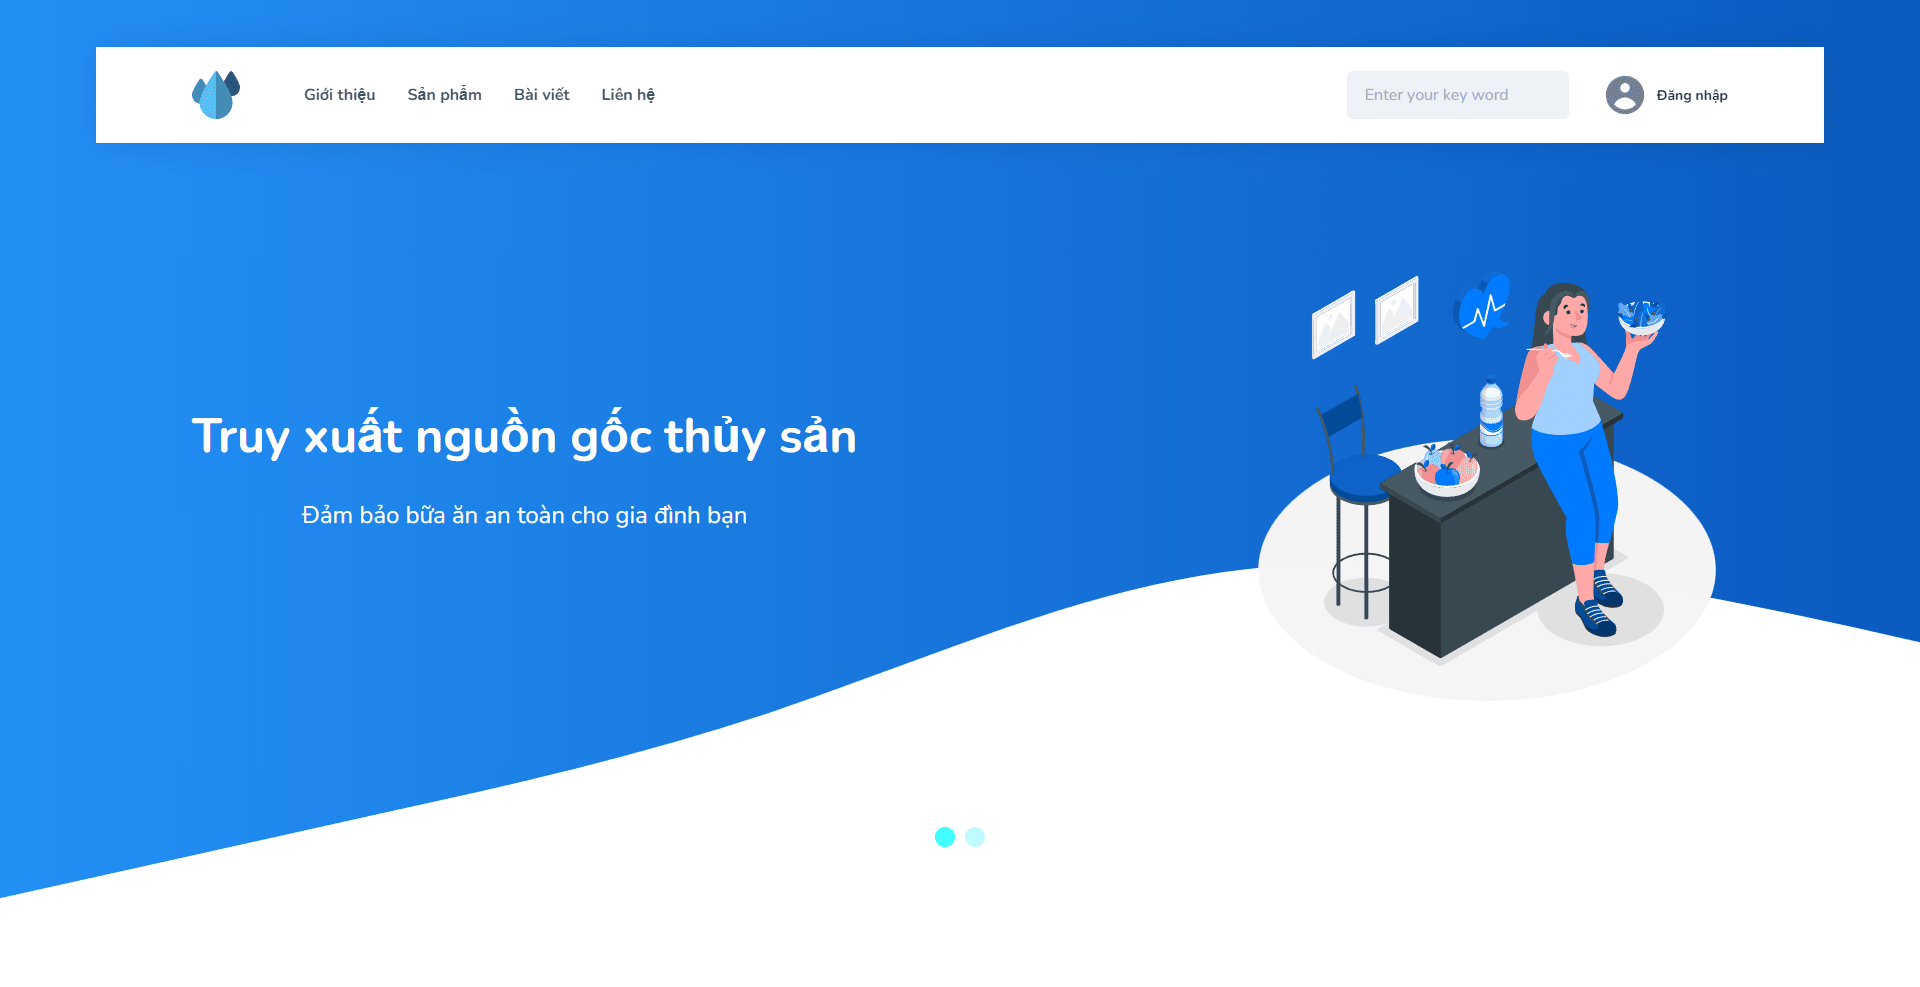 Giới thiệu
Sản phẩm
Bài viết
Liên hệ
Enter your key word
Đăng nhập
Truy xuất nguồn gốc thủy sản
Đảm bảo bữa ăn an toàn cho gia đình bạn